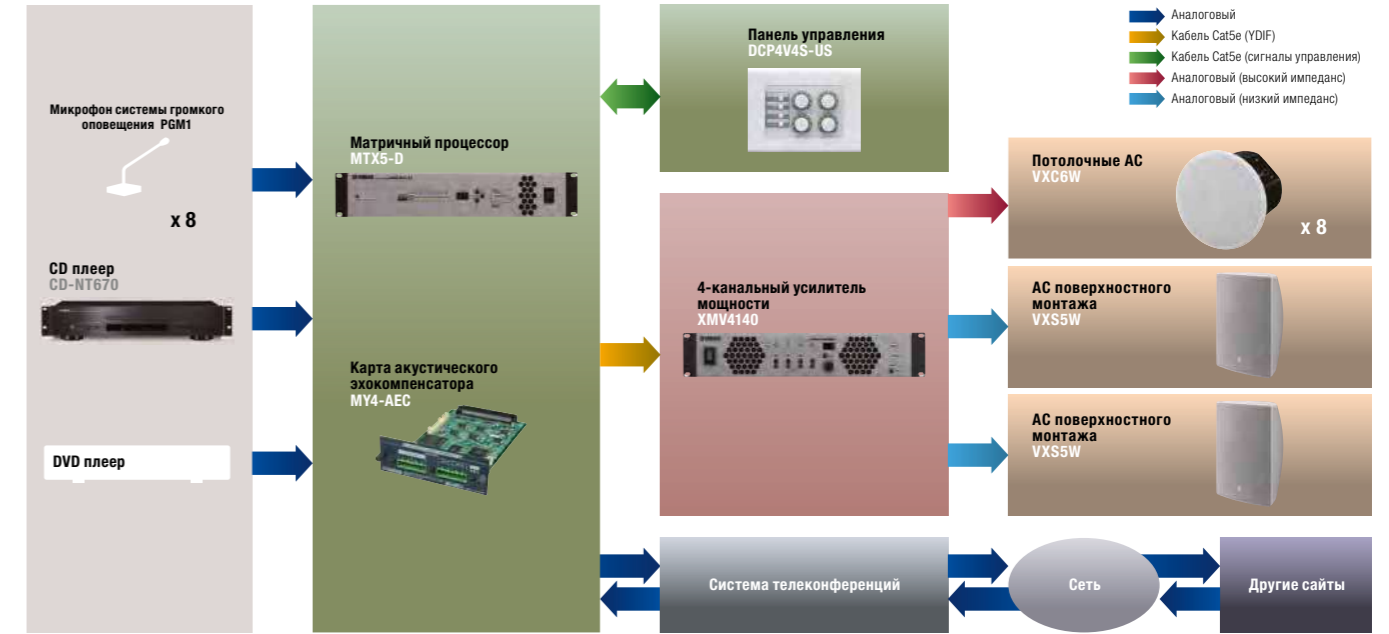 Микрофон системы громкого
оповещения PGM1
x 8
CD плеер
CD-NT670
DVD плеер
Матричный процессор
MTX5-D
Карта акустического
эхокомпенсатора
MY4-AEC
Панель управления
DCP4V4S-US
4-канальный усилитель
мощности
XMV4140
Аналоговый
Кабель Cat5e (YDIF)
Кабель Cat5e (сигналы управления)
Аналоговый (высокий импеданс)
Аналоговый (низкий импеданс)
Потолочные АС
VXC6W
x 8
АС поверхностного
монтажа
VXS5W
АС поверхностного
монтажа
VXS5W
Система телеконференций
Сеть
Другие сайты